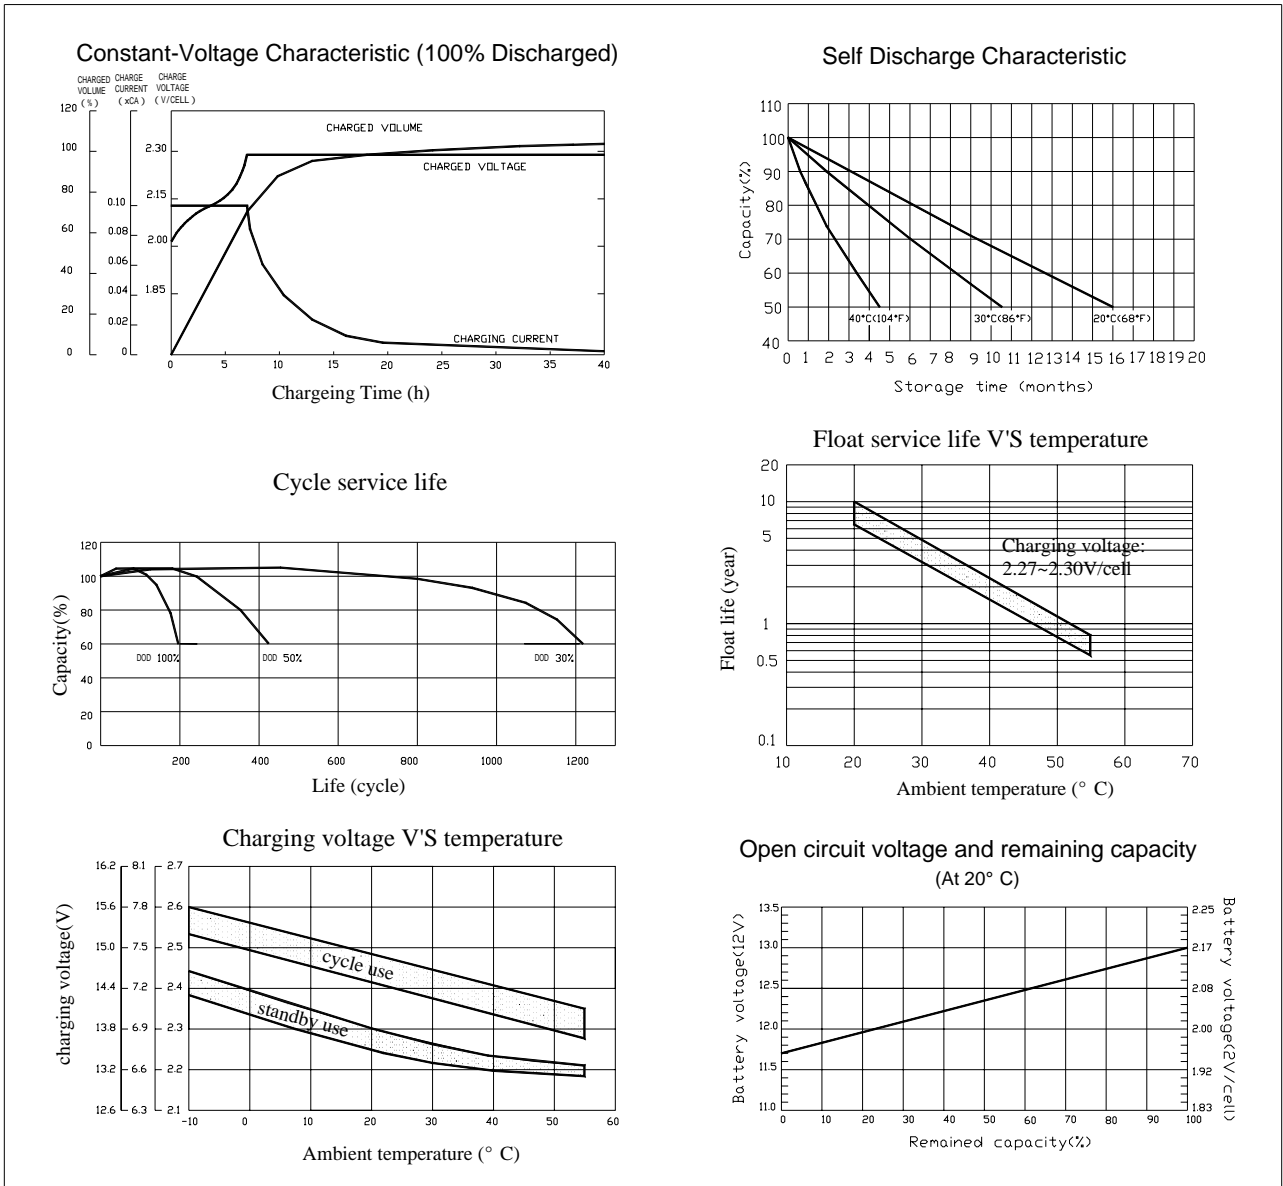 Constant-Voltage Characteristic (100% Discharged)
CHARGED VOLUME (%)
CHARGE CURRENT (xCA)
CHARGE VOLTAGE (V/CELL)
120
100
80
60
40
20
0
0.10
0.08
0.06
0.04
0.02
0
2.30
2.15
2.00
1.85
CHARGED VOLUME
CHARGED VOLTAGE
CHARGING CURRENT
0 5 10 15 20 25 30 35 40
Chargeing Time (h)
Self Discharge Characteristic
Capacity(%)
110
100
90
80
70
60
50
40
40°C(104°F) 30°C(86°F) 20°C(68°F)
0 1 2 3 4 5 6 7 8 9 10 11 12 13 14 15 16 17 18 19 20
Storage time (months)
Cycle service life
Capacity(%)
120
100
80
60
40
20
0
DOD 100% DOD 50% DOD 30%
200 400 600 800 1000 1200
Life (cycle)
Float service life V'S temperature
Float life (year)
20
10
5
1
0.5
0.1
Charging voltage:
2.27~2.30V/cell
10 20 30 40 50 60 70
Ambient temperature (° C)
Charging voltage V'S temperature
charging voltage(V)
16.2 8.1 2.7
15.6 7.8 2.6
15.0 7.5 2.5
14.4 7.2 2.4
13.8 6.9 2.3
13.2 6.6 2.2
12.6 6.3 2.1
cycle use
standby use
-10 0 10 20 30 40 50 60
Ambient temperature (° C)
Open circuit voltage and remaining capacity
(At 20° C)
Battery voltage(12V)
13.5
13.0
12.5
12.0
11.5
11.0
2.25
2.17
2.08
2.00
1.92
1.83
Battery voltage(2V/cell)
0 10 20 30 40 50 60 70 80 90 100
Remained capacity(%)